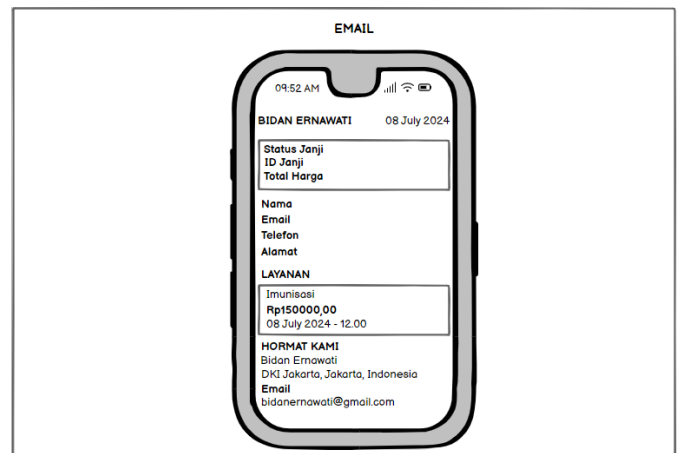 EMAIL
09:52 AM
BIDAN ERNAWATI 08 July 2024
Status Janji
ID Janji
Total Harga
Nama
Email
Telefon
Alamat
LAYANAN
Imunisasi
Rp150000,00
08 July 2024 - 12.00
HORMAT KAMI
Bidan Ernawati
DKI Jakarta, Jakarta, Indonesia
Email
bidanernawati@gmail.com